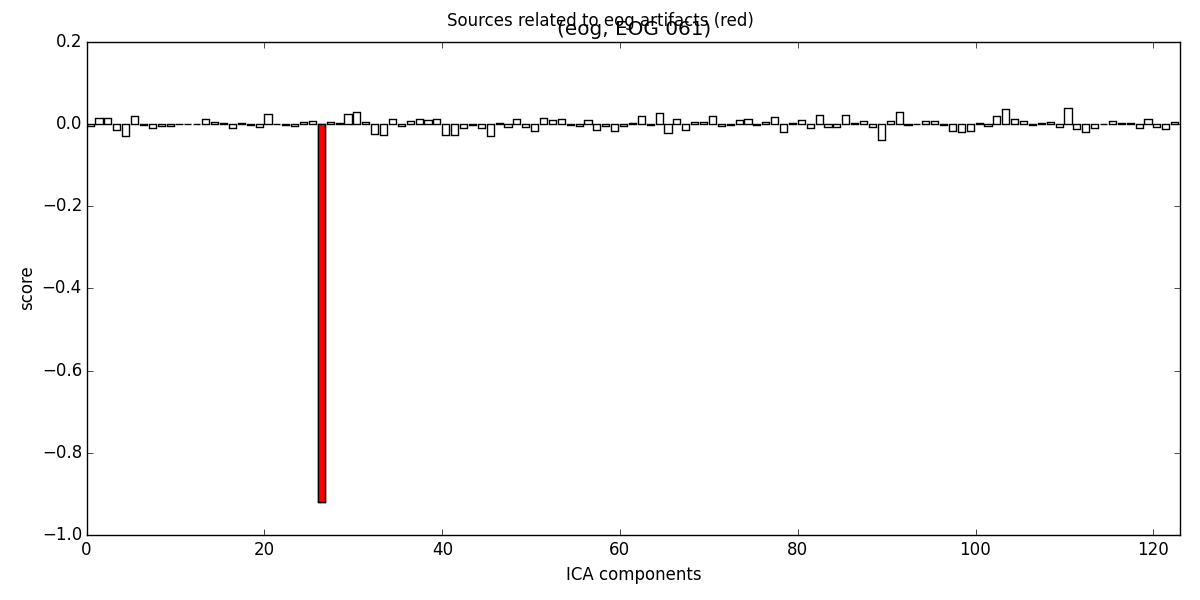 Sources related to eog artifacts (red)
(eog, EOG 061)
0.2
0.0
−0.2
−0.4
−0.6
−0.8
−1.0
score
0 20 40 60 80 100 120
ICA components